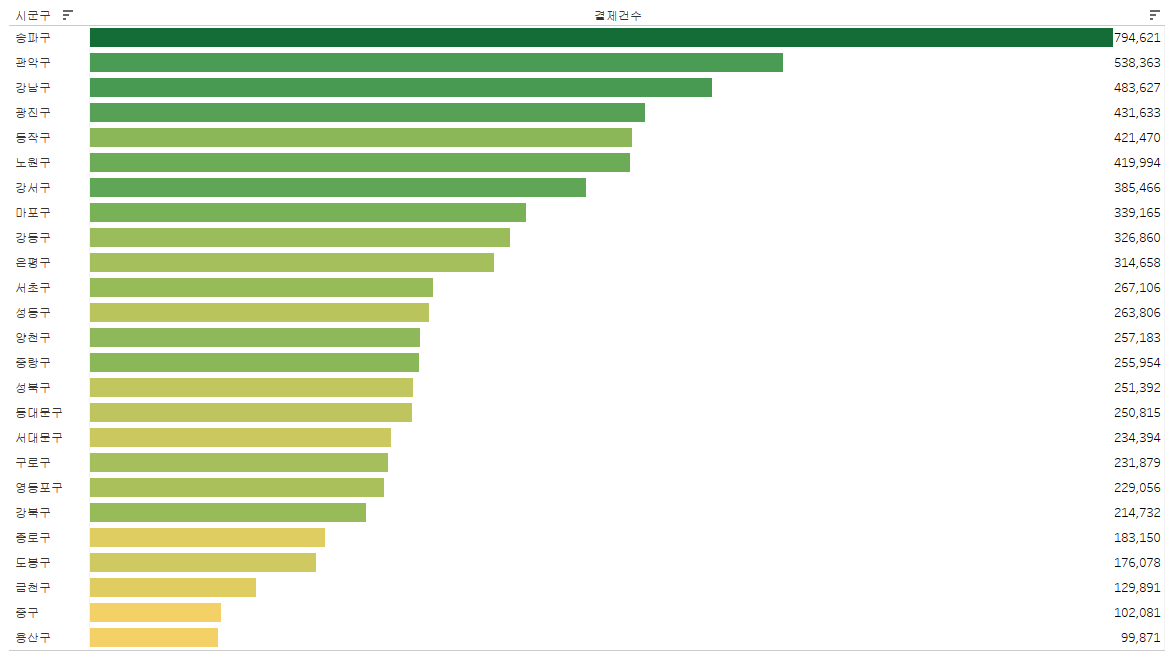 시군구 결제건수
송파구 794,621
관악구 538,363
강남구 483,627
광진구 431,633
동작구 421,470
노원구 419,994
강서구 385,466
마포구 339,165
강동구 326,860
은평구 314,658
서초구 267,106
성동구 263,806
양천구 257,183
중랑구 255,954
성북구 251,392
동대문구 250,815
서대문구 234,394
구로구 231,879
영등포구 229,056
강북구 214,732
종로구 183,150
도봉구 176,078
금천구 129,891
중구 102,081
용산구 99,871